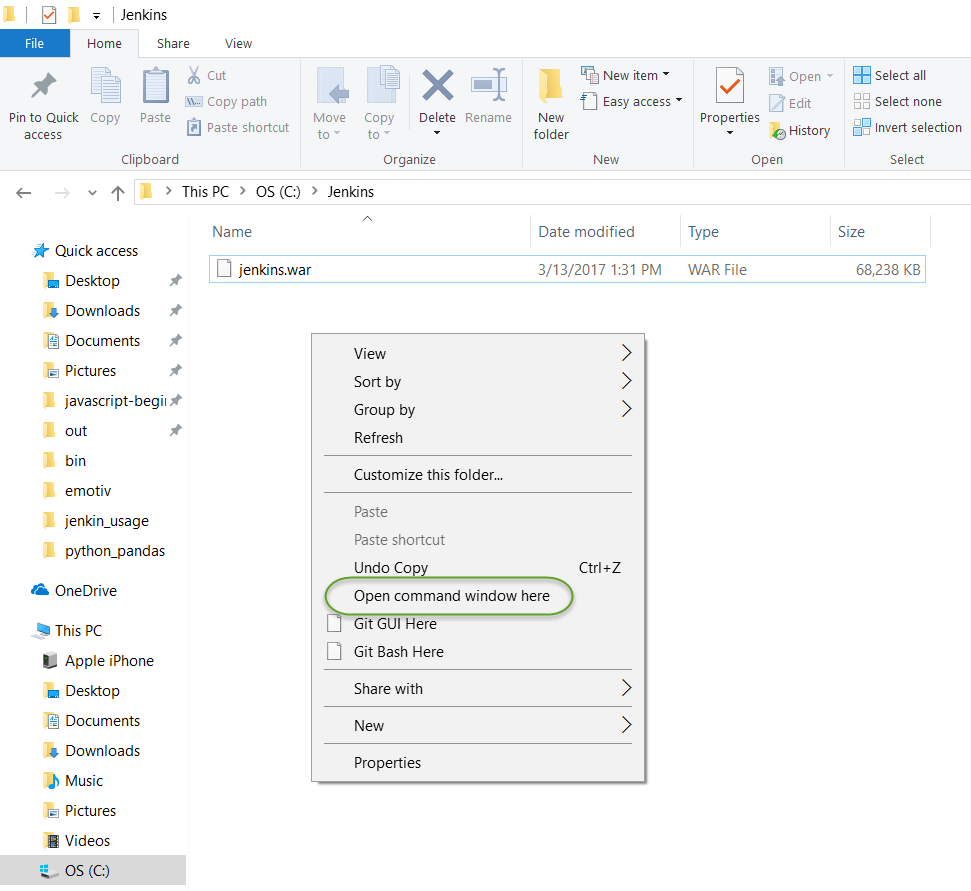 Jenkins
File Home Share View
Pin to Quick access
Copy
Paste
Cut
Copy path
Paste shortcut
Clipboard
Move to
Copy to
Delete
Rename
Organize
New folder
New item
Easy access
New
Properties
Open
Edit
History
Open
Select all
Select none
Invert selection
Select
This PC > OS (C:) > Jenkins
Name Date modified Type Size
jenkins.war 3/13/2017 1:31 PM WAR File 68,238 KB
Quick access
Desktop
Downloads
Documents
Pictures
javascript-begi
out
bin
emotiv
jenkin_usage
python_pandas
OneDrive
This PC
Apple iPhone
Desktop
Documents
Downloads
Music
Pictures
Videos
OS (C:)
View
Sort by
Group by
Refresh
Customize this folder...
Paste
Paste shortcut
Undo Copy Ctrl+Z
Open command window here
Git GUI Here
Git Bash Here
Share with
New
Properties